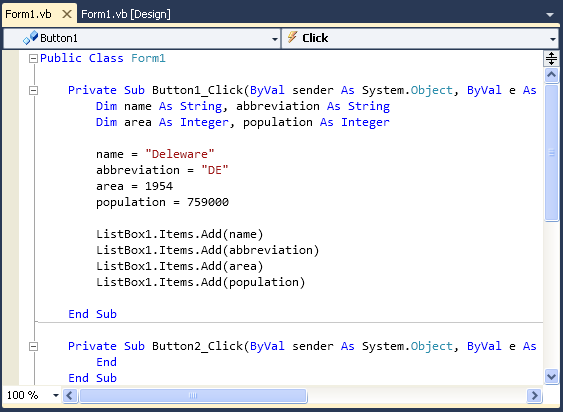 Form1.vb Form1.vb [Design]
Button1 Click
Public Class Form1
Private Sub Button1_Click(ByVal sender As System.Object, ByVal e As
Dim name As String, abbreviation As String
Dim area As Integer, population As Integer
name = "Deleware"
abbreviation = "DE"
area = 1954
population = 759000
ListBox1.Items.Add(name)
ListBox1.Items.Add(abbreviation)
ListBox1.Items.Add(area)
ListBox1.Items.Add(population)
End Sub
Private Sub Button2_Click(ByVal sender As System.Object, ByVal e As
End
End Sub
100 %